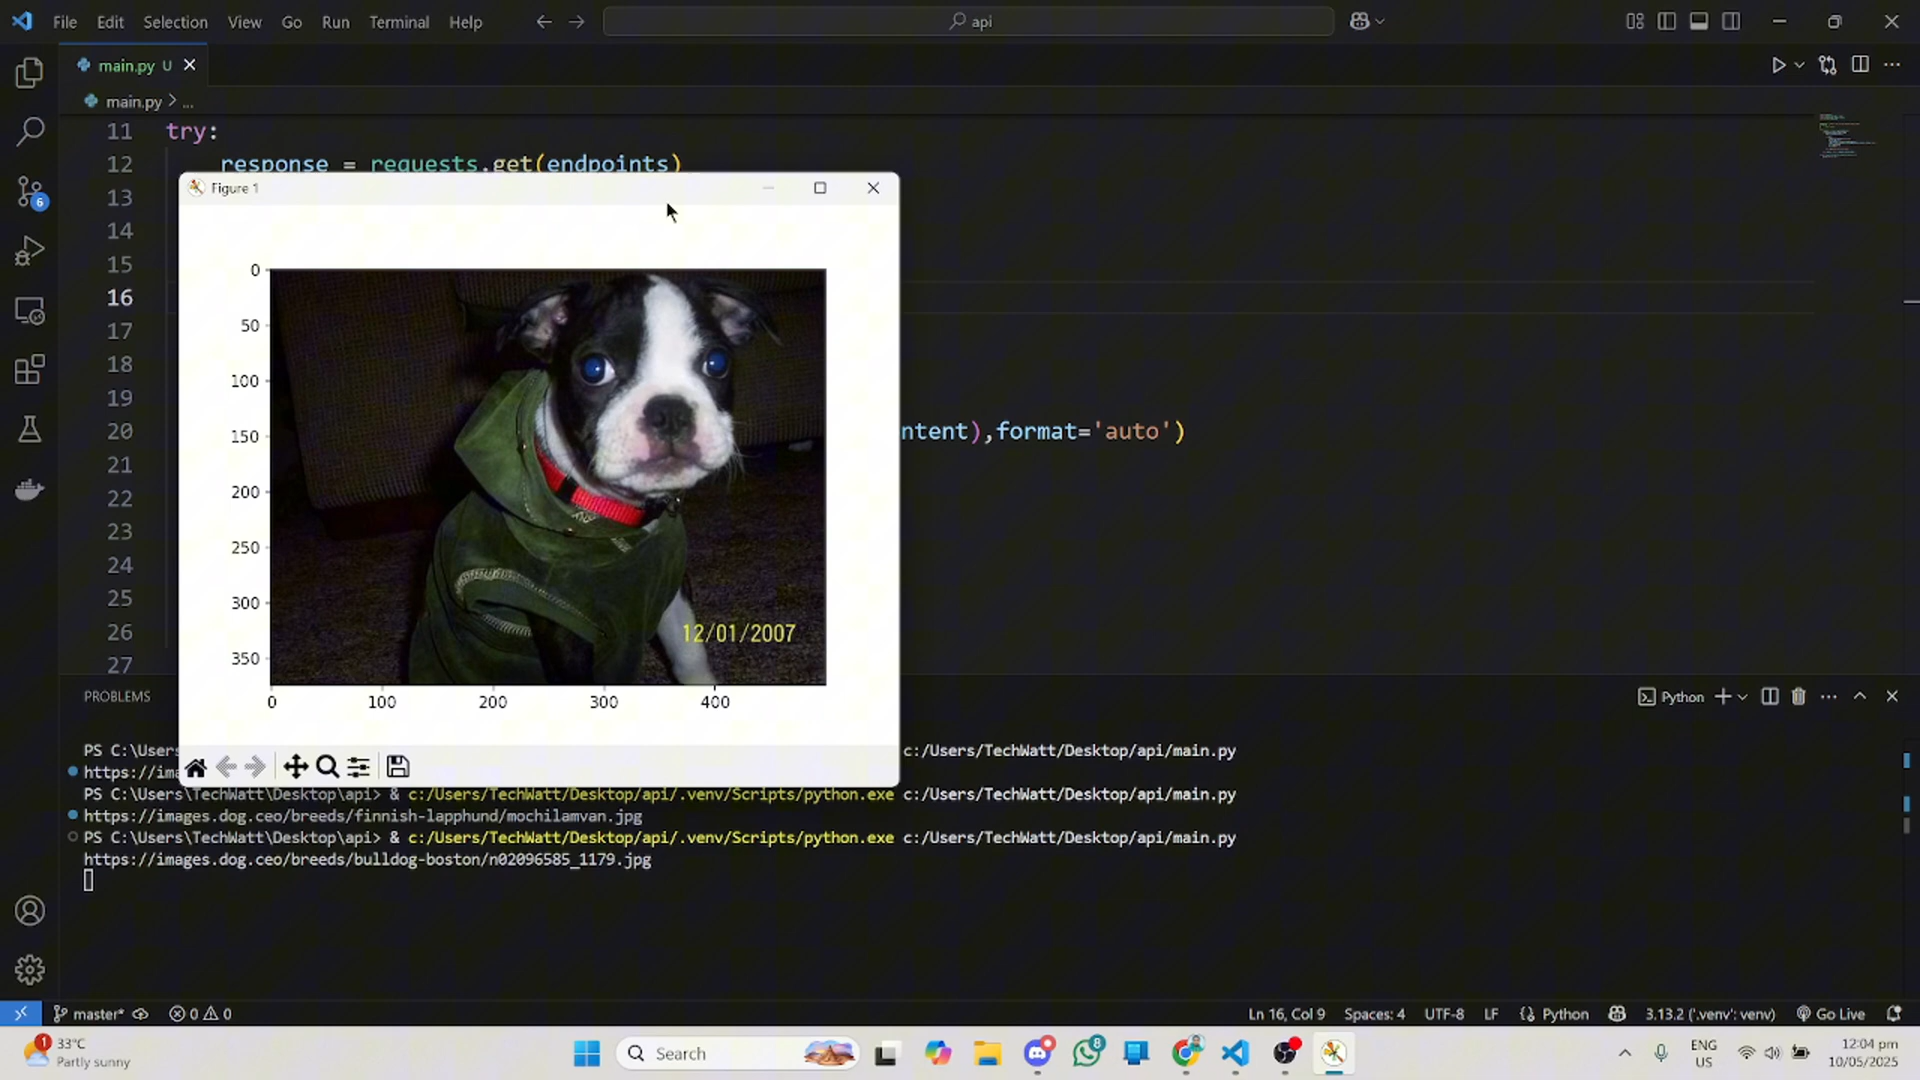 File Edit Selection View Go Run Terminal Help
api
main.py U
main.py > ...
11 try:
12 response = requests.get(endpoints)
13
14
15
16
17
18
19
20 ntent),format='auto')
21
22
23
24
25
26
27
Figure 1
0
50
100
150
200
250
300
350
0 100 200 300 400
12/01/2007
PROBLEMS
Python
PS C:\Users c:/Users/TechWatt/Desktop/api/main.py
https://ima
PS C:\Users\TechWatt\Desktop\api> & c:/Users/TechWatt/Desktop/api/.venv/Scripts/python.exe c:/Users/TechWatt/Desktop/api/main.py
https://images.dog.ceo/breeds/finnish-lapphund/mochilamvan.jpg
PS C:\Users\TechWatt\Desktop\api> & c:/Users/TechWatt/Desktop/api/.venv/Scripts/python.exe c:/Users/TechWatt/Desktop/api/main.py
https://images.dog.ceo/breeds/bulldog-boston/n02096585_1179.jpg
6
master* 0 0 Ln 16, Col 9 Spaces: 4 UTF-8 LF Python 3.13.2 ('.venv': venv) Go Live
1
33°C
Partly sunny
Search
8
ENG
US
12:04 pm
10/05/2025